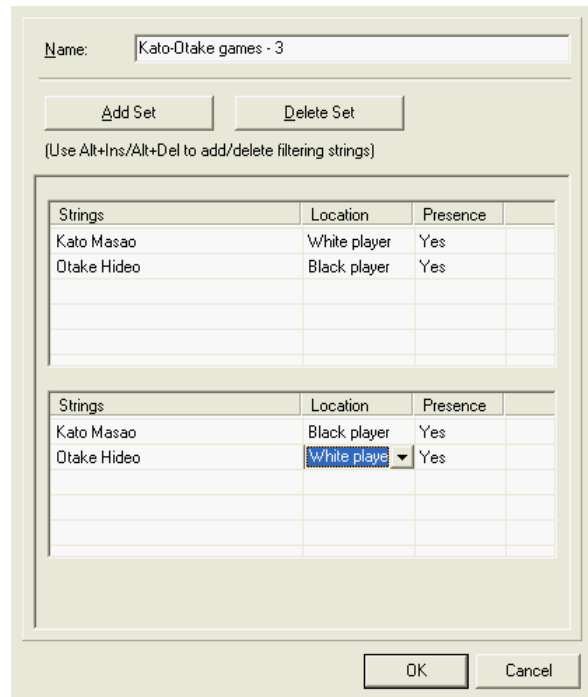 Name: Kato-Otake games - 3
Add Set Delete Set
(Use Alt+Ins/Alt+Del to add/delete filtering strings)
Strings Location Presence
Kato Masao White player Yes
Otake Hideo Black player Yes
Strings Location Presence
Kato Masao Black player Yes
Otake Hideo White playe Yes
OK Cancel